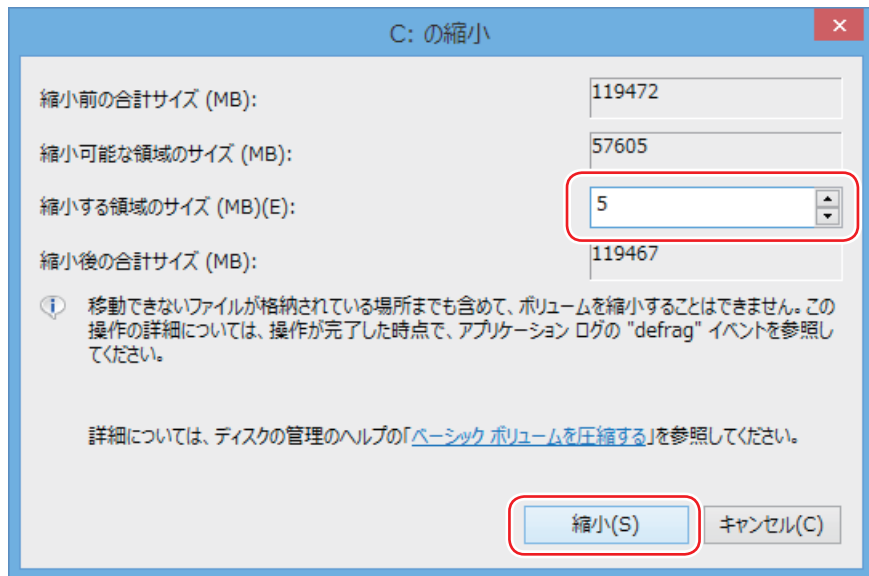 C: の縮小
縮小前の合計サイズ (MB):
119472
縮小可能な領域のサイズ (MB):
57605
縮小する領域のサイズ (MB)(E):
5
縮小後の合計サイズ (MB):
119467
移動できないファイルが格納されている場所までも含めて、ボリュームを縮小することはできません。この
操作の詳細については、操作が完了した時点で、アプリケーション ログの "defrag" イベントを参照し
てください。
詳細については、ディスクの管理のヘルプの「ベーシック ボリュームを圧縮する」を参照してください。
縮小(S)
キャンセル(C)